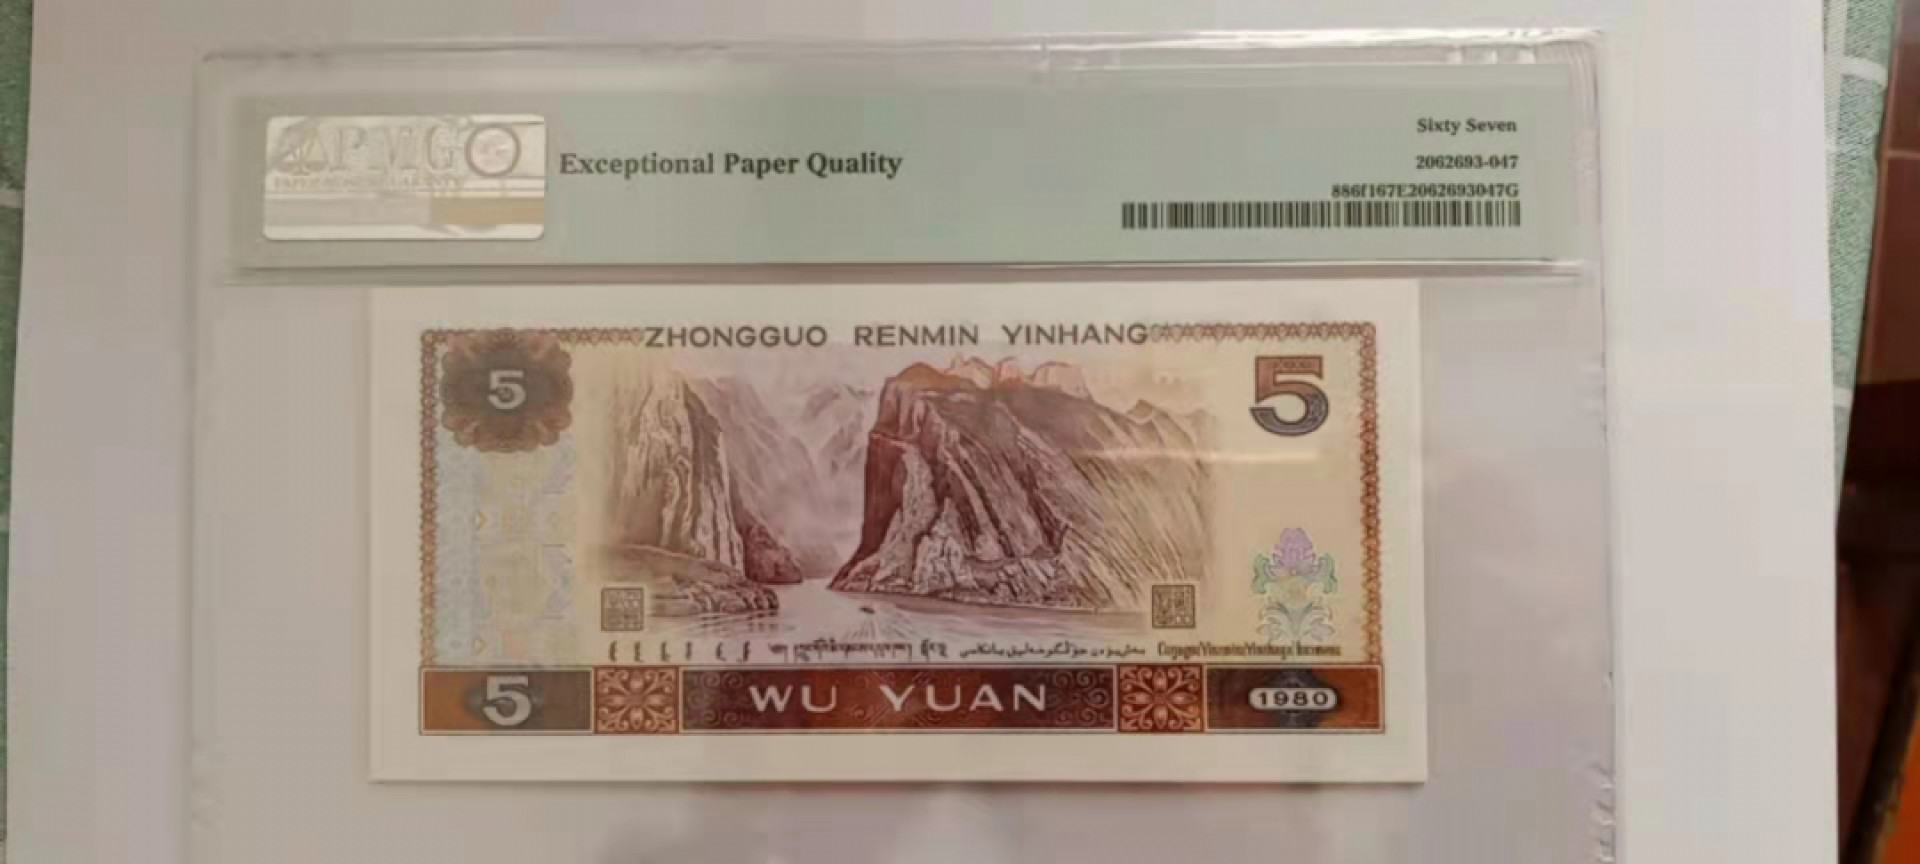 PMG
Exceptional Paper Quality
Sixty Seven
2062693-047
886f167E2062693047G
ZHONGGUO RENMIN YINHANG
5
5
5
WU YUAN
1980